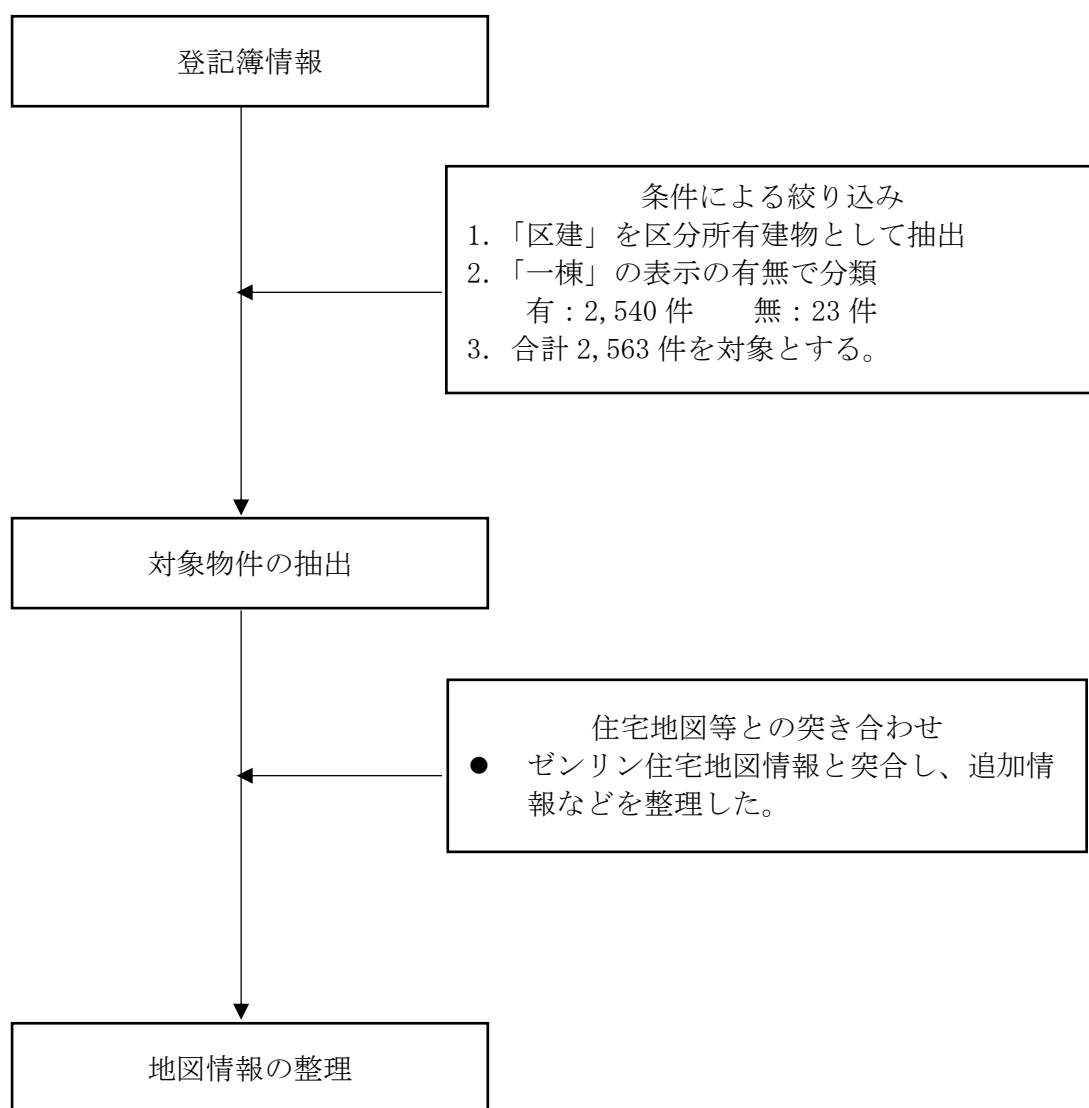 登記簿情報
条件による絞り込み
1. 「区建」を区分所有建物として抽出
2. 「一棟」の表示の有無で分類
有：2,540 件　　無：23 件
3. 合計 2,563 件を対象とする。
対象物件の抽出
住宅地図等との突き合わせ
● ゼンリン住宅地図情報と突合し、追加情
報などを整理した。
地図情報の整理